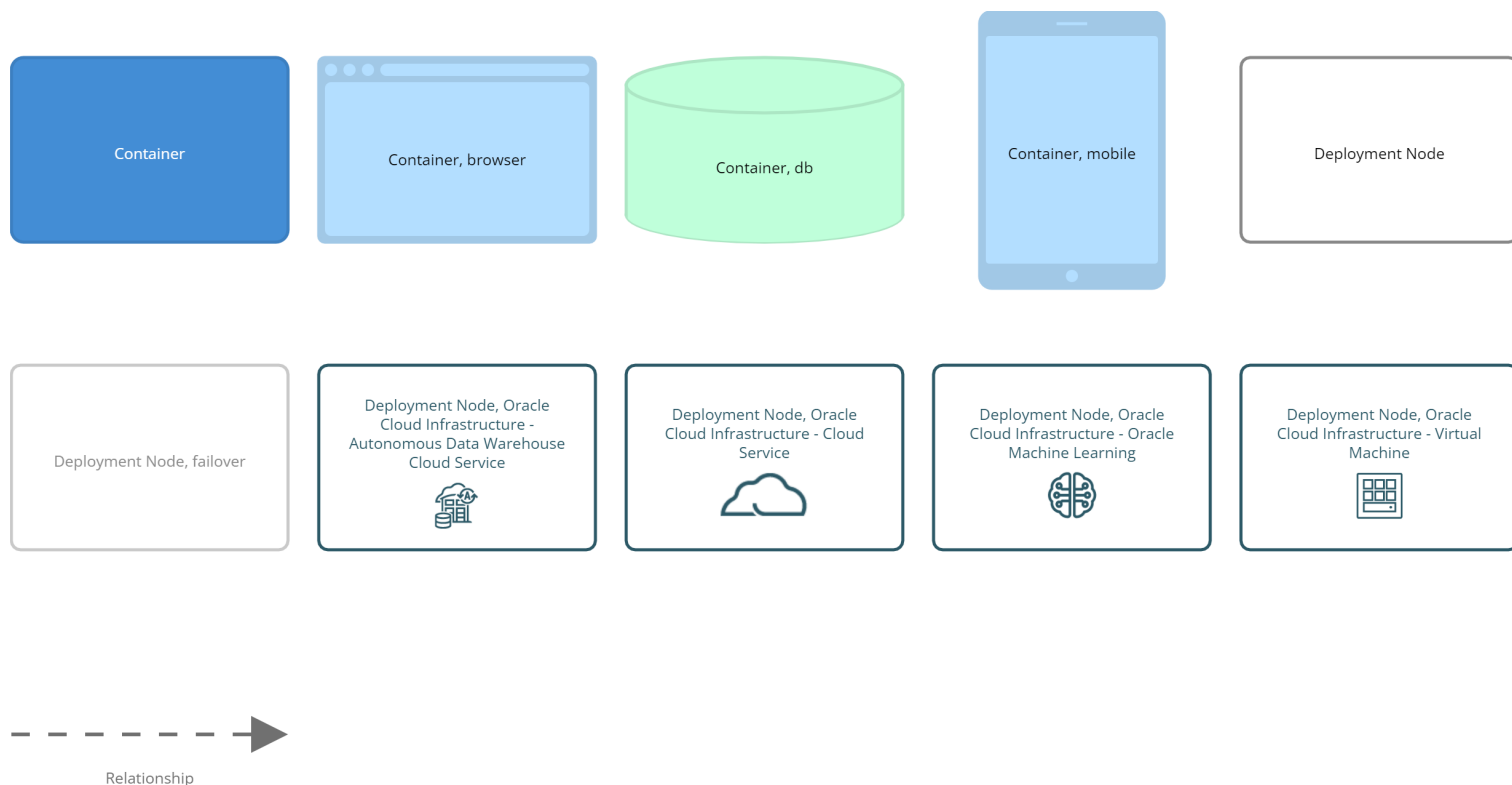 Container
Container, browser
Container, db
Container, mobile
Deployment Node
Deployment Node, failover
Deployment Node, Oracle
Cloud Infrastructure -
Autonomous Data Warehouse
Cloud Service
A
Deployment Node, Oracle
Cloud Infrastructure - Cloud
Service
Deployment Node, Oracle
Cloud Infrastructure - Oracle
Machine Learning
Deployment Node, Oracle
Cloud Infrastructure - Virtual
Machine
Relationship